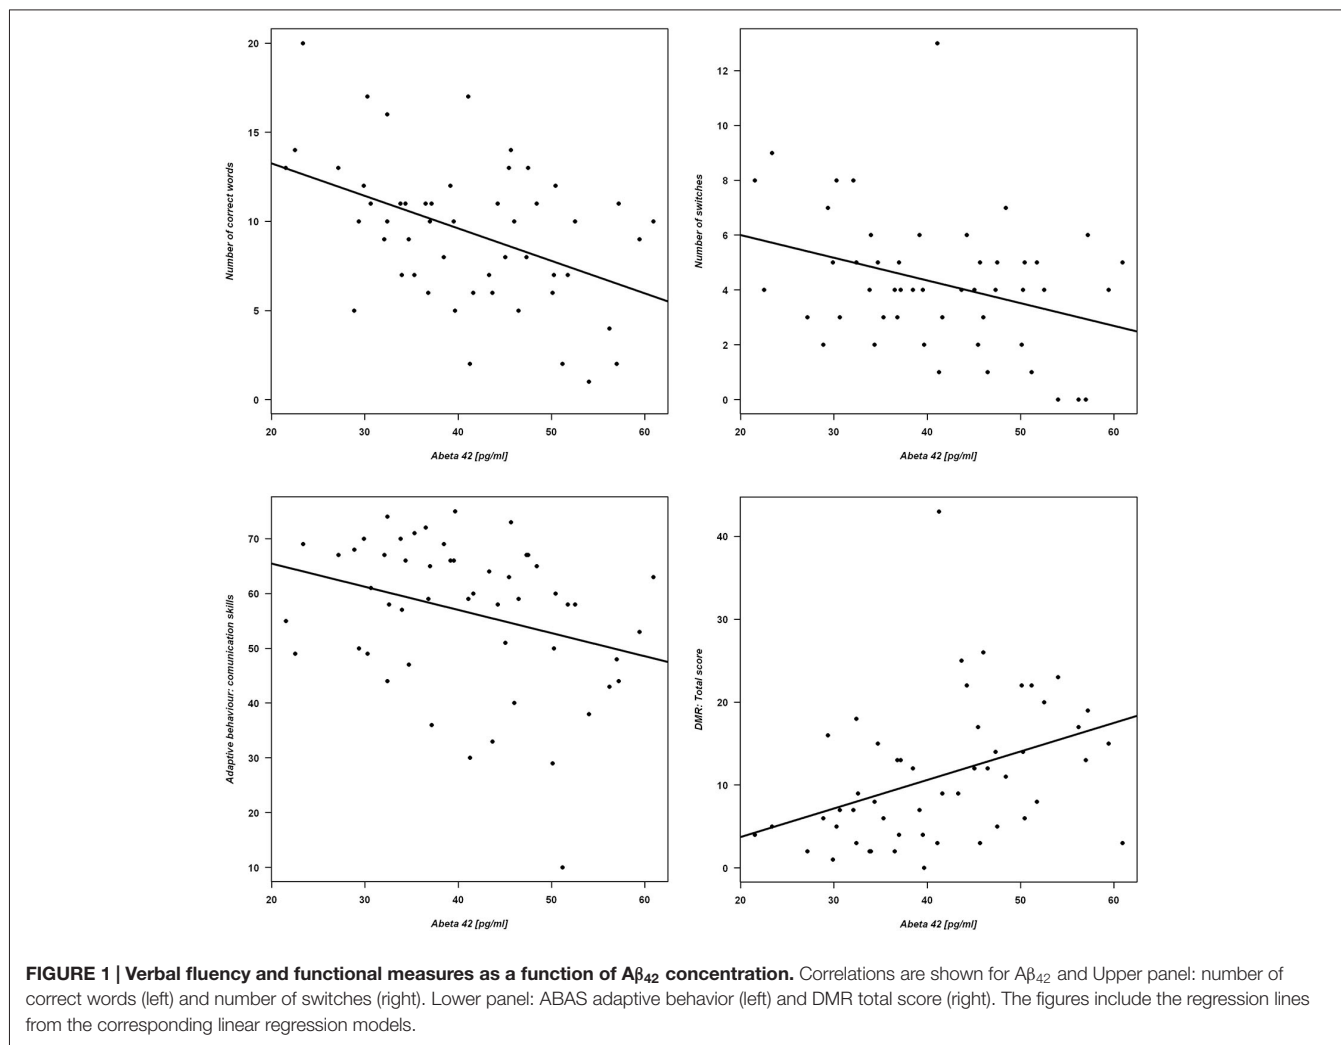 20
15
10
5
0
Number of correct words
20 30 40 50 60
Abeta 42 [pg/ml]
12
10
8
6
4
2
0
Number of switches
20 30 40 50 60
Abeta 42 [pg/ml]
70
60
50
40
30
20
10
Adaptive behaviour: comunication skills
20 30 40 50 60
Abeta 42 [pg/ml]
40
30
20
10
0
DMR: Total score
20 30 40 50 60
Abeta 42 [pg/ml]
FIGURE 1 | Verbal fluency and functional measures as a function of Aβ42 concentration. Correlations are shown for Aβ42 and Upper panel: number of
correct words (left) and number of switches (right). Lower panel: ABAS adaptive behavior (left) and DMR total score (right). The figures include the regression lines
from the corresponding linear regression models.